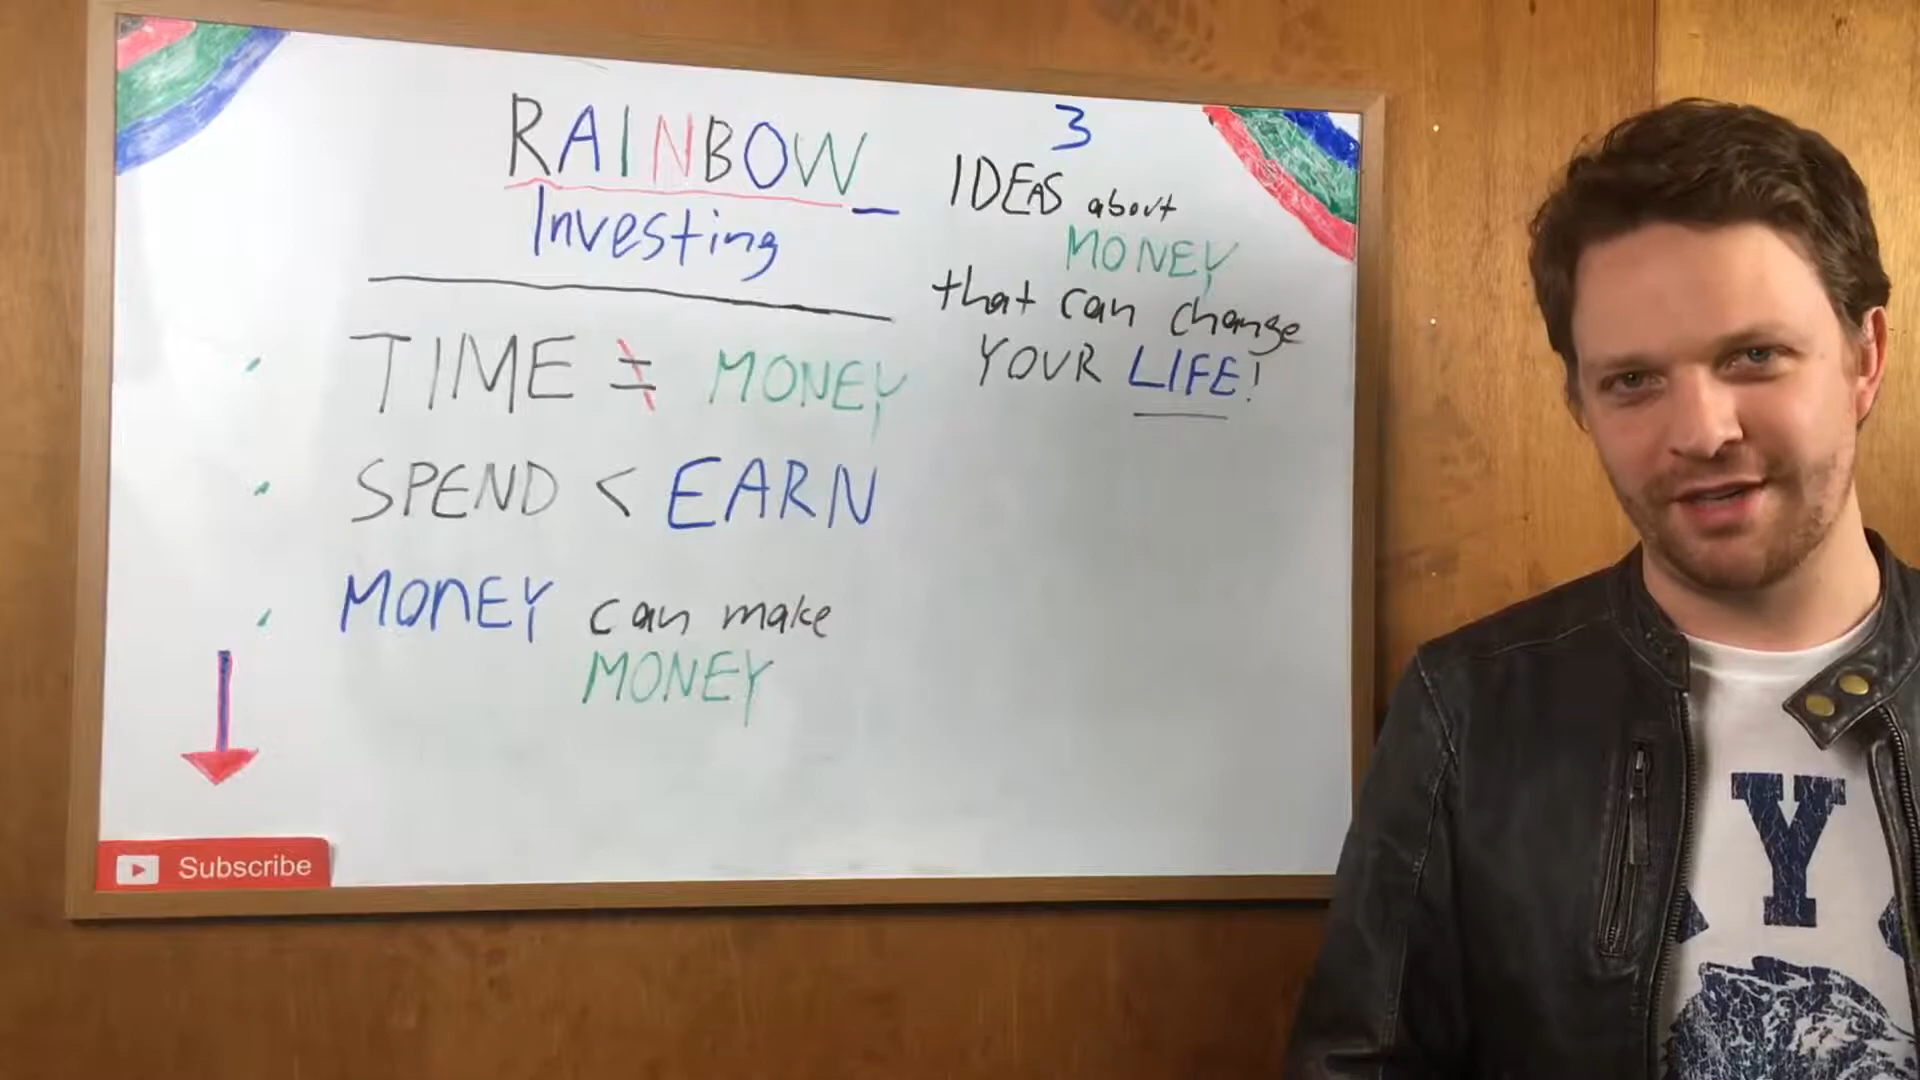 RAINBOW
Investing
3
IDEAS about
MONEY
that can change
YOUR LIFE!
TIME ≠ MONEY
SPEND < EARN
MONEY can make
MONEY
Subscribe
Y